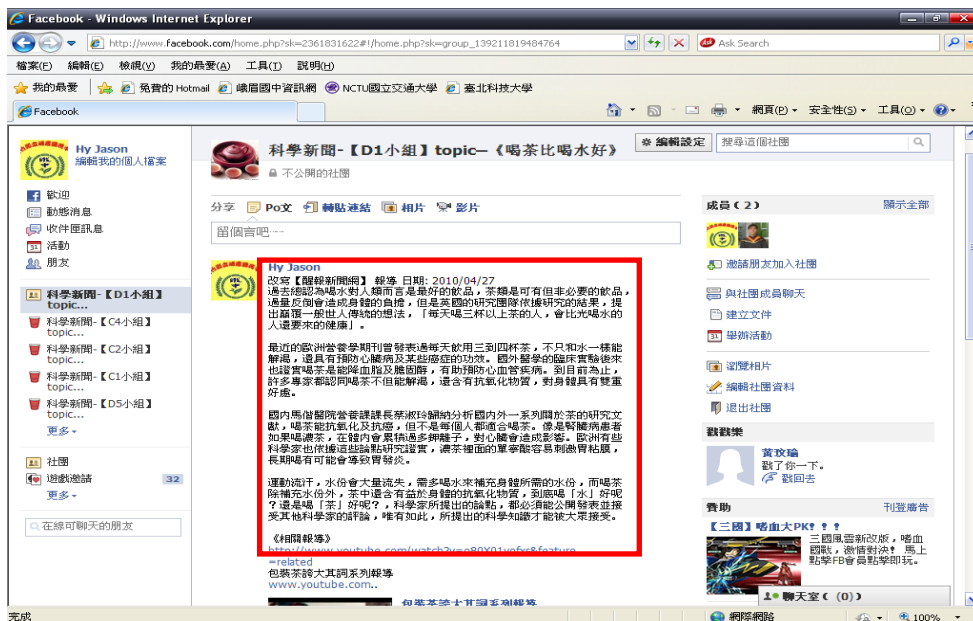 Facebook - Windows Internet Explorer
http://www.facebook.com/home.php?sk=2361831622#!/home.php?sk=group_139211819484764
Ask Search
檔案(F) 編輯(E) 檢視(V) 我的最愛(A) 工具(T) 說明(H)
我的最愛 免費的 Hotmail 峨眉國中資訊網 NCTU國立交通大學 臺北科技大學
Facebook
網頁(P) 安全性(S) 工具(O)
Hy Jason
編輯我的個人檔案
歡迎
動態消息
收件匣訊息
活動
朋友
科學新聞-【D1小組】
topic...
科學新聞-【C4小組】
topic...
科學新聞-【C2小組】
topic...
科學新聞-【C1小組】
topic...
科學新聞-【D5小組】
topic...
更多
社團
遊戲邀請 32
更多
在線可聊天的朋友
科學新聞-【D1小組】topic—《喝茶比喝水好》
不公開的社團
編輯設定
搜尋這個社團
分享 Po文 轉貼連結 相片 影片
留個言吧......
Hy Jason
改寫【醒報新聞網】 報導 日期: 2010/04/27
過去總認為喝水對人類而言是最好的飲品，茶類是可有但非必要的飲品，
過量反倒會造成身體的負擔，但是英國的研究團隊依據研究的結果，提
出顛覆一般世人傳統的想法，「每天喝三杯以上茶的人，會比光喝水的
人還要來的健康」。
最近的歐洲營養學期刊曾發表過每天飲用三到四杯茶，不只和水一樣能
解渴，還具有預防心臟病及某些癌症的功效。國外醫學的臨床實驗後來
也證實喝茶是能降血脂及膽固醇，有助預防心血管疾病。到目前為止，
許多專家都認同喝茶不但能解渴，還含有抗氧化物質，對身體具有雙重
好處。
國內馬偕醫院營養課課長蔡淑玲歸納分析國內外一系列關於茶的研究文
獻，喝茶能抗氧化及抗癌，但不是每個人都適合喝茶。像是腎臟病患者
如果喝濃茶，在體內會累積過多鉀離子，對心臟會造成影響。歐洲有些
科學家也依據這些論點研究證實，濃茶裡面的單寧酸容易刺激胃粘膜，
長期喝有可能會導致胃發炎。
運動流汗，水份會大量流失，需多喝水來補充身體所需的水份，而喝茶
除補充水份外，茶中還含有益於身體的抗氧化物質，到底喝「水」好呢
？還是喝「茶」好呢？，科學家所提出的論點，都必須能公開發表並接
受其他科學家的評論，唯有如此，所提出的科學知識才能被大眾接受。
《相關報導》
=related
包裝茶誇大其詞系列報導
www.youtube.com..
包裝茶誇大其詞系列報導
成員 ( 2 ) 顯示全部
邀請朋友加入社團
與社團成員聊天
建立文件
舉辦活動
瀏覽相片
編輯社團資料
退出社團
戳戳樂
黃玟瑜
戳了你一下。
戳回去
贊助 刊登廣告
【三國】嗜血大PK！！！
三國風雲新改版，嗜血
國戰，激情對決！ 馬上
點擊FB會員點擊即玩。
聊天室 ( (0) )
完成
網際網路
100%